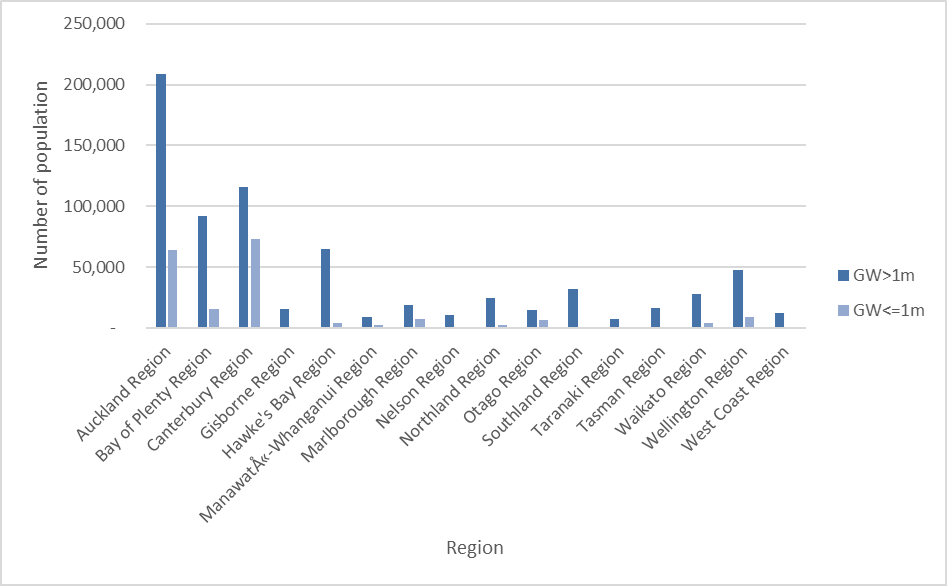 250,000
200,000
150,000
100,000
50,000
-
Number of population
Auckland Region
Bay of Plenty Region
Canterbury Region
Gisborne Region
Hawke's Bay Region
ManawatÅ«-Whanganui Region
Marlborough Region
Nelson Region
Northland Region
Otago Region
Southland Region
Taranaki Region
Tasman Region
Waikato Region
Wellington Region
West Coast Region
Region
GW>1m
GW<=1m